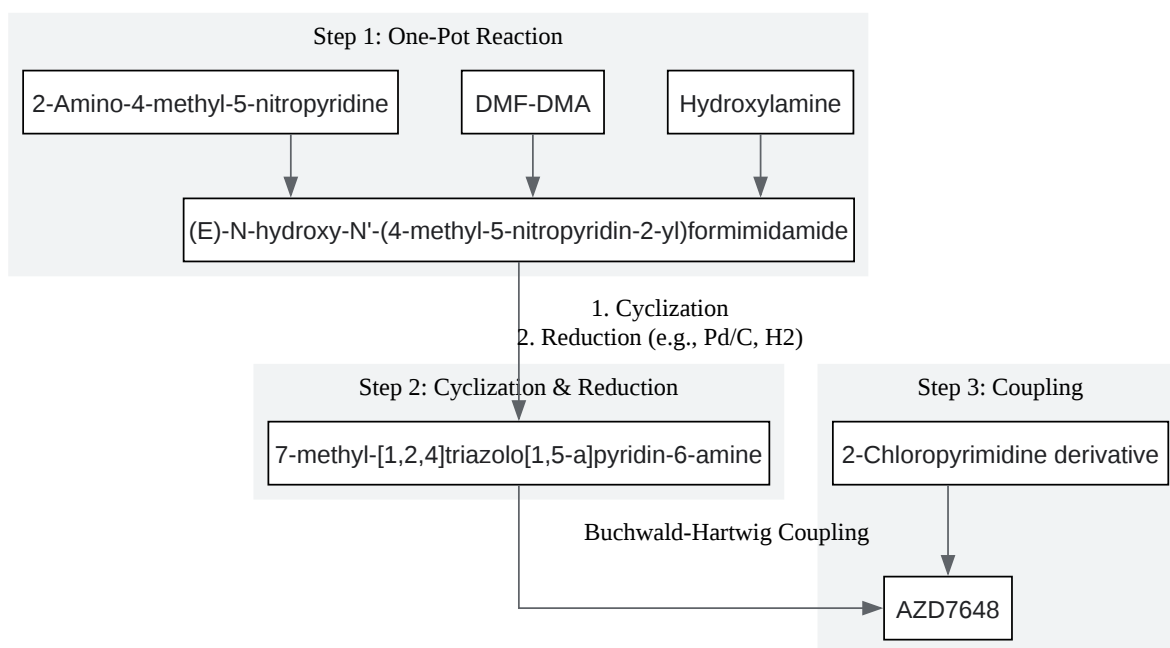 Step 1: One-Pot Reaction
2-Amino-4-methyl-5-nitropyridine
DMF-DMA
Hydroxylamine
(E)-N-hydroxy-N'-(4-methyl-5-nitropyridin-2-yl)formimidamide
1. Cyclization
2. Reduction (e.g., Pd/C, H2)
Step 2: Cyclization & Reduction
7-methyl-[1,2,4]triazolo[1,5-a]pyridin-6-amine
Step 3: Coupling
2-Chloropyrimidine derivative
Buchwald-Hartwig Coupling
AZD7648